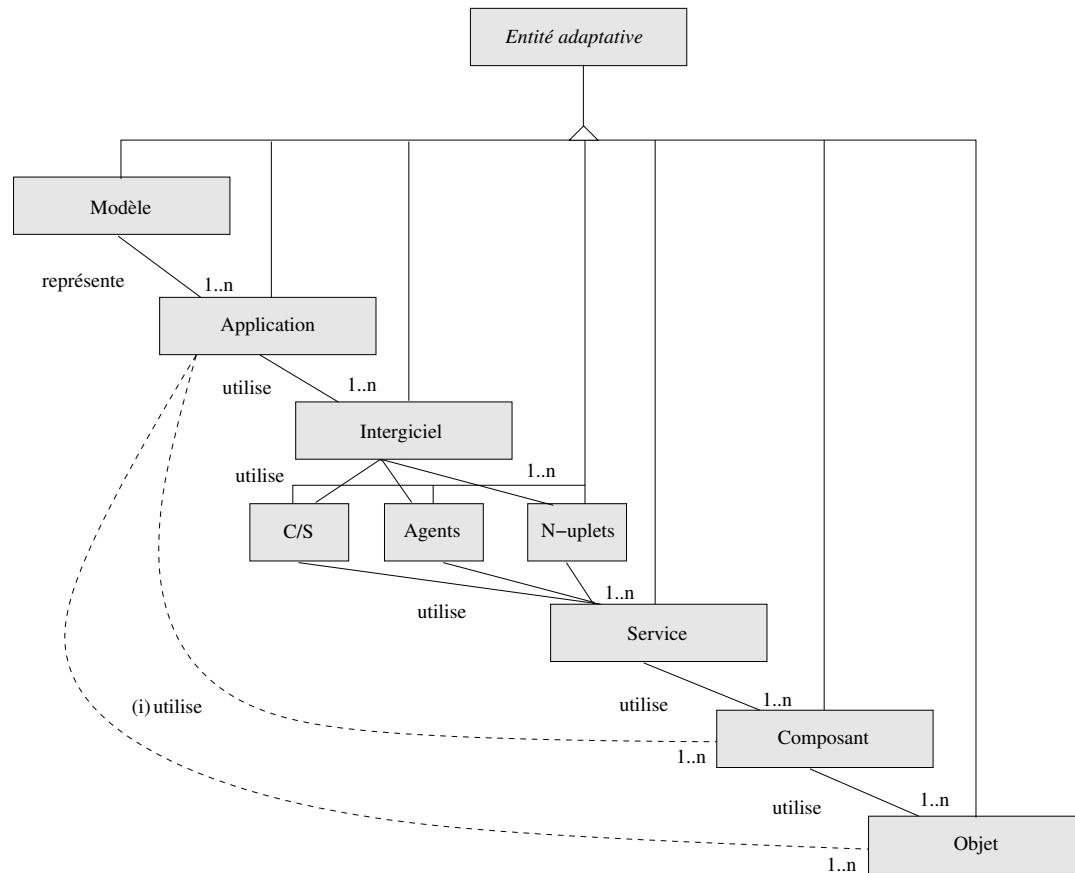 Entité adaptative
Modèle
représente
1..n
Application
utilise
1..n
Intergiciel
utilise
1..n
C/S
Agents
N−uplets
utilise
1..n
Service
(i) utilise
utilise
1..n
Composant
1..n
utilise
1..n
Objet
1..n